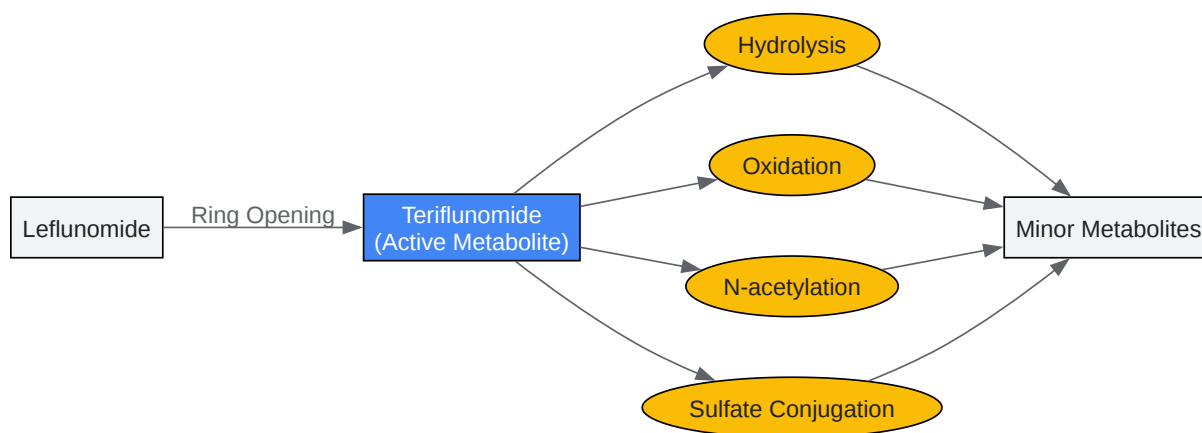 Hydrolysis
Oxidation
Leflunomide
Ring Opening
Teriflunomide
(Active Metabolite)
Minor Metabolites
N-acetylation
Sulfate Conjugation